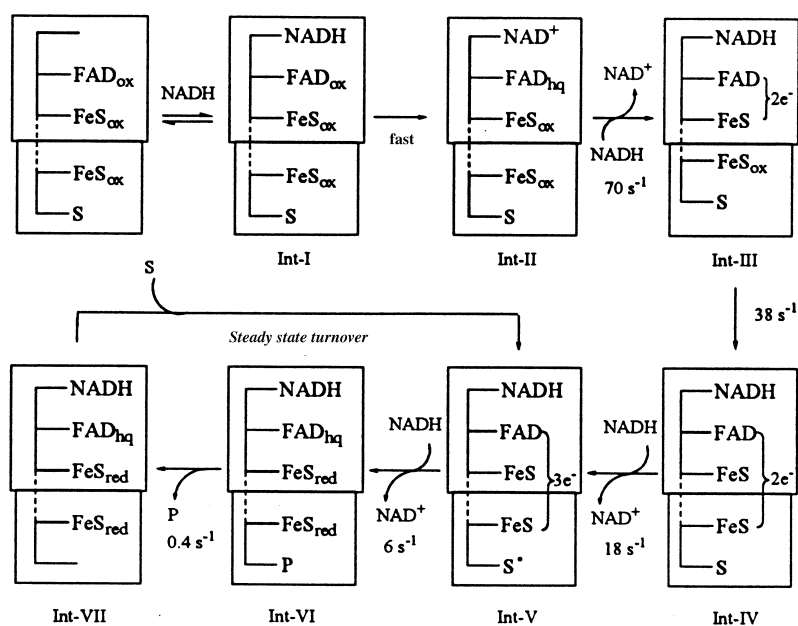 FADox
FeSox
FeSox
S
NADH
NADH
FADox
FeSox
FeSox
S
Int-I
fast
NAD+
FADhq
FeSox
FeSox
S
Int-II
NAD+
NADH
70 s-1
NADH
FAD
FeS
2e-
FeSox
S
Int-III
38 s-1
S
Steady state turnover
NADH
FADhq
FeSred
FeSred
Int-VII
P
0.4 s-1
NADH
FADhq
FeSred
FeSred
P
Int-VI
NADH
NAD+
6 s-1
NADH
FAD
FeS
3e-
FeS
S•
Int-V
NADH
NAD+
18 s-1
NADH
FAD
FeS
2e-
FeS
S
Int-IV